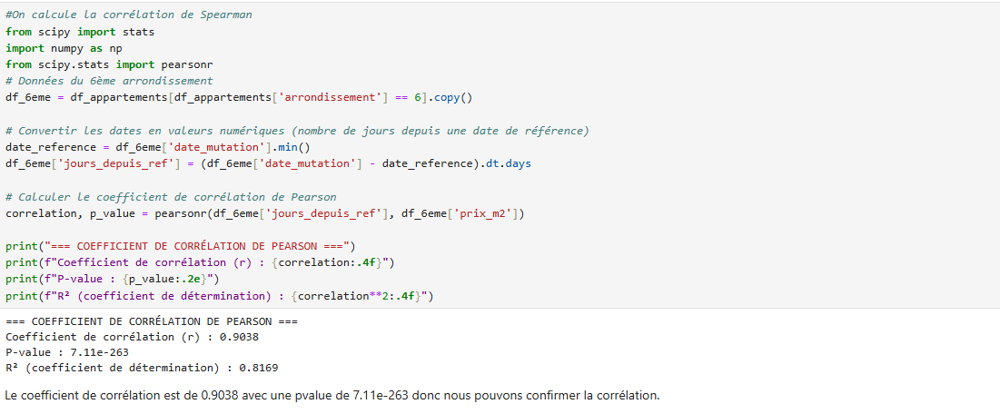 #On calcule la corrélation de Spearman
from scipy import stats
import numpy as np
from scipy.stats import pearsonr
# Données du 6ème arrondissement
df_6eme = df_appartements[df_appartements['arrondissement'] == 6].copy()
# Convertir les dates en valeurs numériques (nombre de jours depuis une date de référence)
date_reference = df_6eme['date_mutation'].min()
df_6eme['jours_depuis_ref'] = (df_6eme['date_mutation'] - date_reference).dt.days
# Calculer le coefficient de corrélation de Pearson
correlation, p_value = pearsonr(df_6eme['jours_depuis_ref'], df_6eme['prix_m2'])
print("=== COEFFICIENT DE CORRÉLATION DE PEARSON ===")
print(f"Coefficient de corrélation (r) : {correlation:.4f}")
print(f"P-value : {p_value:.2e}")
print(f"R² (coefficient de détermination) : {correlation**2:.4f}")
=== COEFFICIENT DE CORRÉLATION DE PEARSON ===
Coefficient de corrélation (r) : 0.9038
P-value : 7.11e-263
R² (coefficient de détermination) : 0.8169
Le coefficient de corrélation est de 0.9038 avec une pvalue de 7.11e-263 donc nous pouvons confirmer la corrélation.